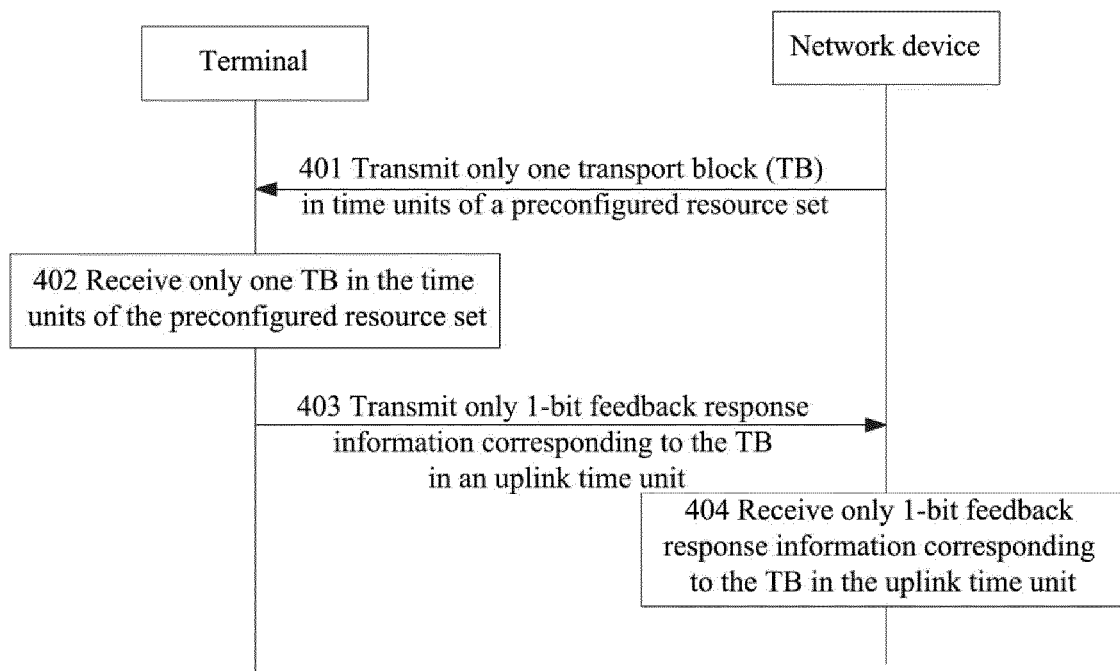 Terminal
Network device
401 Transmit only one transport block (TB)
in time units of a preconfigured resource set
402 Receive only one TB in the time
units of the preconfigured resource set
403 Transmit only 1-bit feedback response
information corresponding to the TB
in an uplink time unit
404 Receive only 1-bit feedback
response information corresponding
to the TB in the uplink time unit